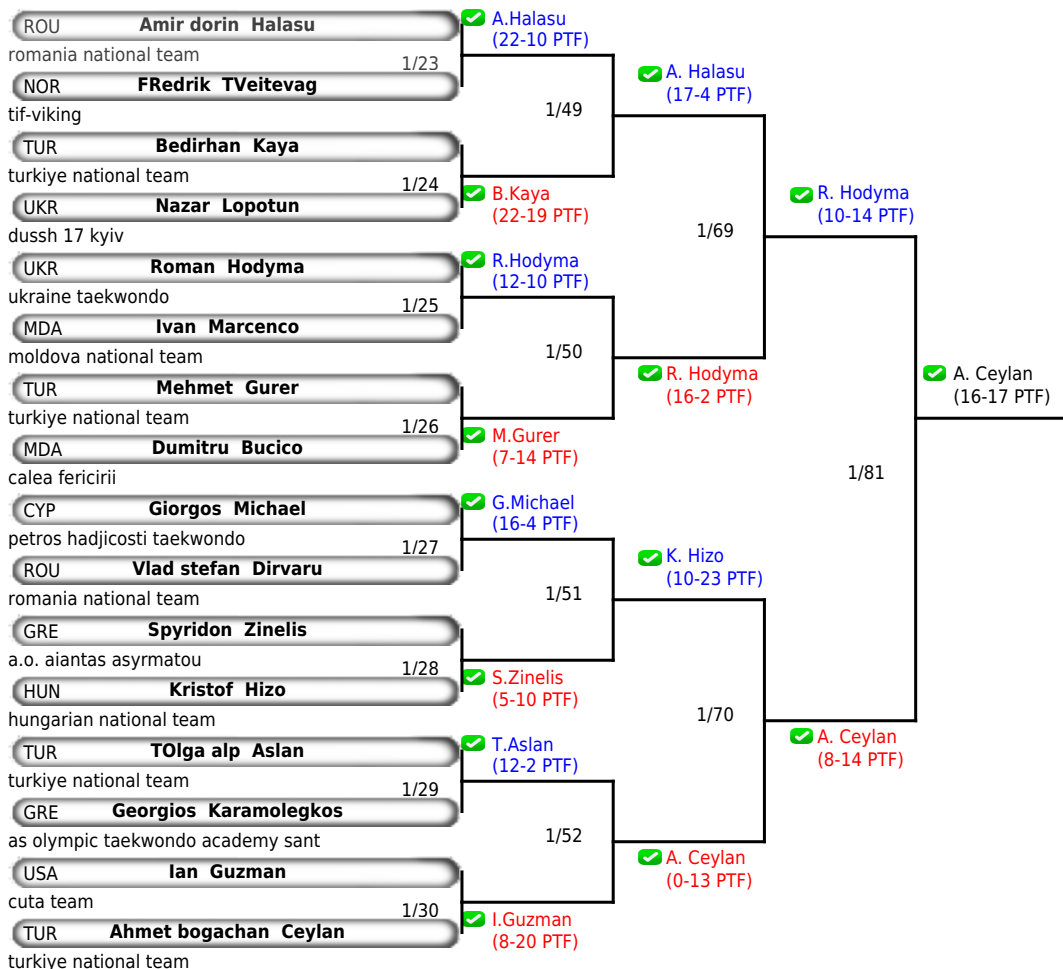 ROU Amir dorin Halasu
romania national team
1/23
NOR FRedrik TVeitevag
tif-viking
A.Halasu
(22-10 PTF)
TUR Bedirhan Kaya
turkiye national team
1/24
UKR Nazar Lopotun
dussh 17 kyiv
B.Kaya
(22-19 PTF)
1/49
A. Halasu
(17-4 PTF)
UKR Roman Hodyma
ukraine taekwondo
1/25
MDA Ivan Marcenco
moldova national team
R.Hodyma
(12-10 PTF)
TUR Mehmet Gurer
turkiye national team
1/26
MDA Dumitru Bucico
calea fericirii
M.Gurer
(7-14 PTF)
1/50
R. Hodyma
(16-2 PTF)
1/69
R. Hodyma
(10-14 PTF)
CYP Giorgos Michael
petros hadjicosti taekwondo
1/27
ROU Vlad stefan Dirvaru
romania national team
G.Michael
(16-4 PTF)
GRE Spyridon Zinelis
a.o. aiantas asyrmatou
1/28
HUN Kristof Hizo
hungarian national team
S.Zinelis
(5-10 PTF)
1/51
K. Hizo
(10-23 PTF)
TUR TOlga alp Aslan
turkiye national team
1/29
GRE Georgios Karamolegkos
as olympic taekwondo academy sant
T.Aslan
(12-2 PTF)
USA Ian Guzman
cuta team
1/30
TUR Ahmet bogachan Ceylan
turkiye national team
I.Guzman
(8-20 PTF)
1/52
A. Ceylan
(0-13 PTF)
1/70
A. Ceylan
(8-14 PTF)
1/81
A. Ceylan
(16-17 PTF)